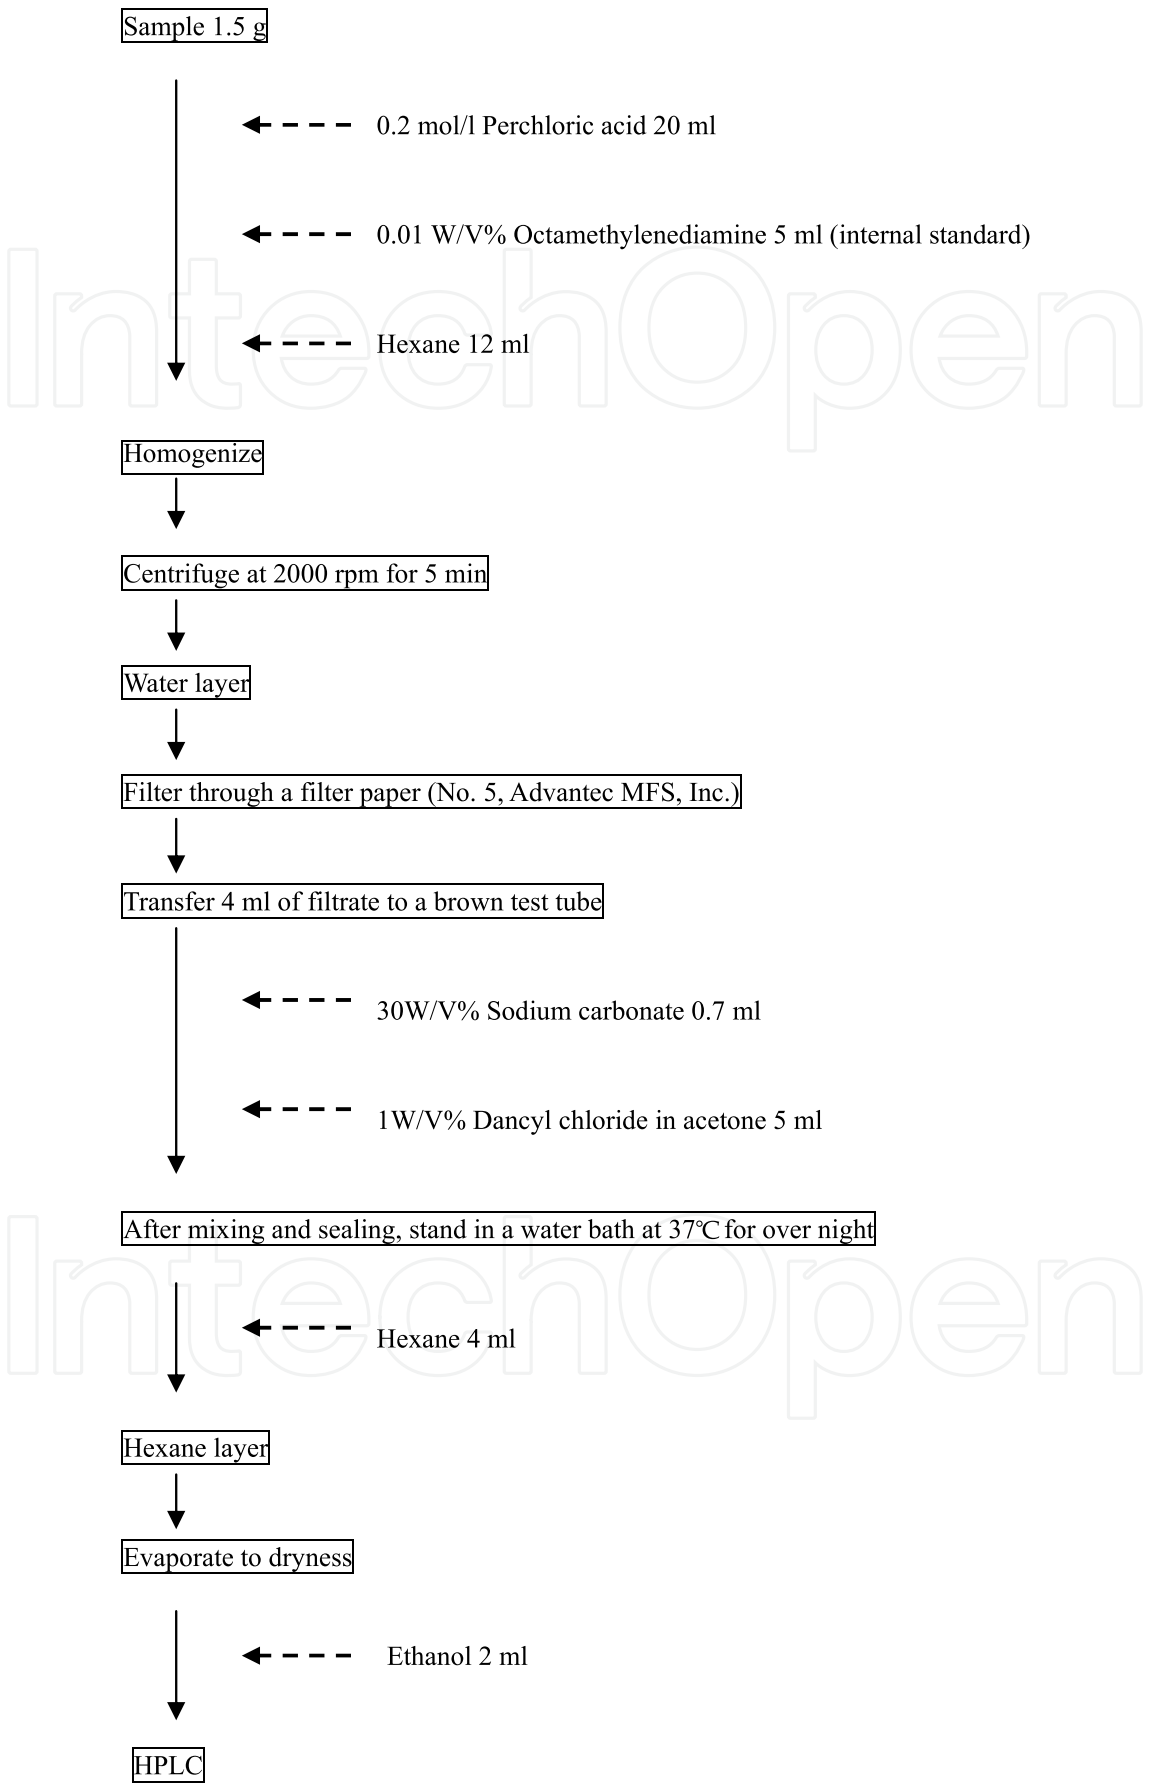 Sample 1.5 g
0.2 mol/l Perchloric acid 20 ml
0.01 W/V% Octamethylenediamine 5 ml (internal standard)
IntechOpen
Hexane 12 ml
Homogenize
Centrifuge at 2000 rpm for 5 min
Water layer
Filter through a filter paper (No. 5, Advantec MFS, Inc.)
Transfer 4 ml of filtrate to a brown test tube
30W/V% Sodium carbonate 0.7 ml
1W/V% Dancyl chloride in acetone 5 ml
After mixing and sealing, stand in a water bath at 37℃ for over night
IntechOpen
Hexane 4 ml
Hexane layer
Evaporate to dryness
Ethanol 2 ml
HPLC